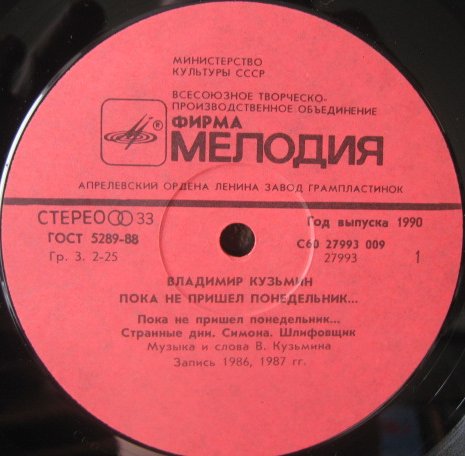 МИНИСТЕРСТВО
КУЛЬТУРЫ СССР
ВСЕСОЮЗНОЕ ТВОРЧЕСКО-
ПРОИЗВОДСТВЕННОЕ ОБЪЕДИНЕНИЕ
®
ФИРМА
МЕЛОДИЯ
АПРЕЛЕВСКИЙ ОРДЕНА ЛЕНИНА ЗАВОД ГРАМПЛАСТИНОК
СТЕРЕО 33
Год выпуска 1990
ГОСТ 5289-88
С60 27993 009
Гр. 3. 2-25
27993
1
ВЛАДИМИР КУЗЬМИН
ПОКА НЕ ПРИШЕЛ ПОНЕДЕЛЬНИК...
Пока не пришел понедельник...
Странные дни. Симона. Шлифовщик
Музыка и слова В. Кузьмина
Запись 1986, 1987 гг.